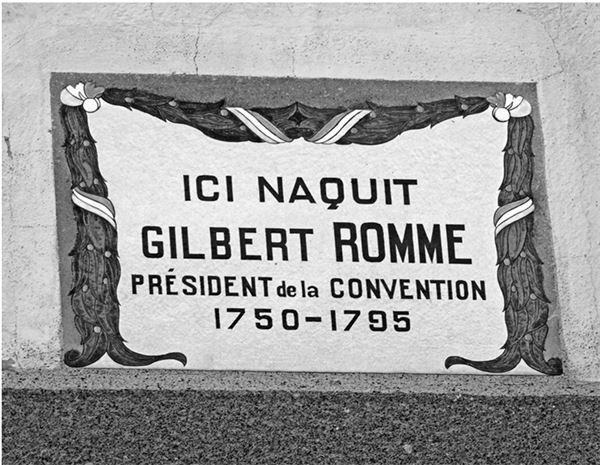 ICI NAQUIT
GILBERT ROMME
PRÉSIDENT de la CONVENTION
1750-1795